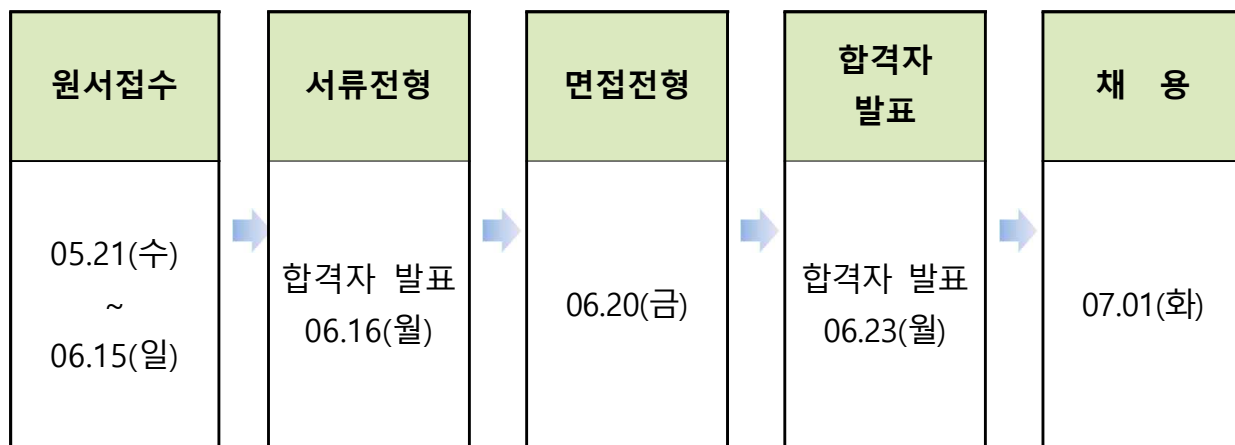 원서접수
05.21(수)
~
06.15(일)
서류전형
합격자 발표
06.16(월)
면접전형
06.20(금)
합격자
발표
합격자 발표
06.23(월)
채 용
07.01(화)